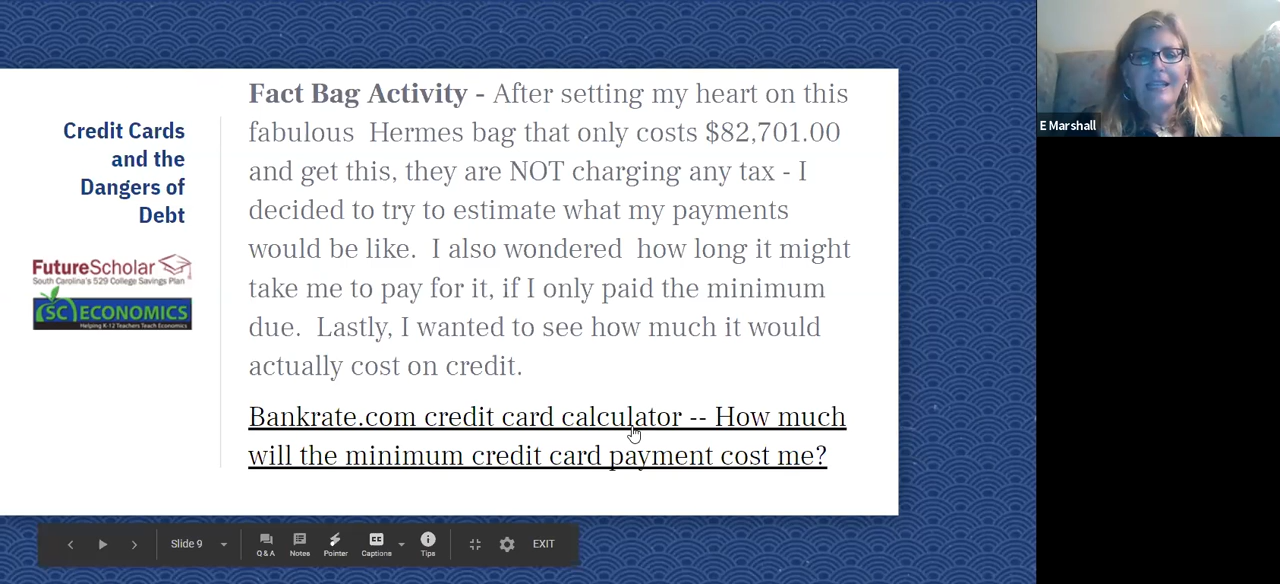 Credit Cards
and the
Dangers of
Debt
FutureScholar
South Carolina's 529 College Savings Plan
SC ECONOMICS
Helping K-12 Teachers Teach Economics
Fact Bag Activity - After setting my heart on this
fabulous Hermes bag that only costs $82,701.00
and get this, they are NOT charging any tax - I
decided to try to estimate what my payments
would be like. I also wondered how long it might
take me to pay for it, if I only paid the minimum
due. Lastly, I wanted to see how much it would
actually cost on credit.
Bankrate.com credit card calculator -- How much
will the minimum credit card payment cost me?
E Marshall
Slide 9
Q&A
Notes
Pointer
CC
Captions
Tips
EXIT